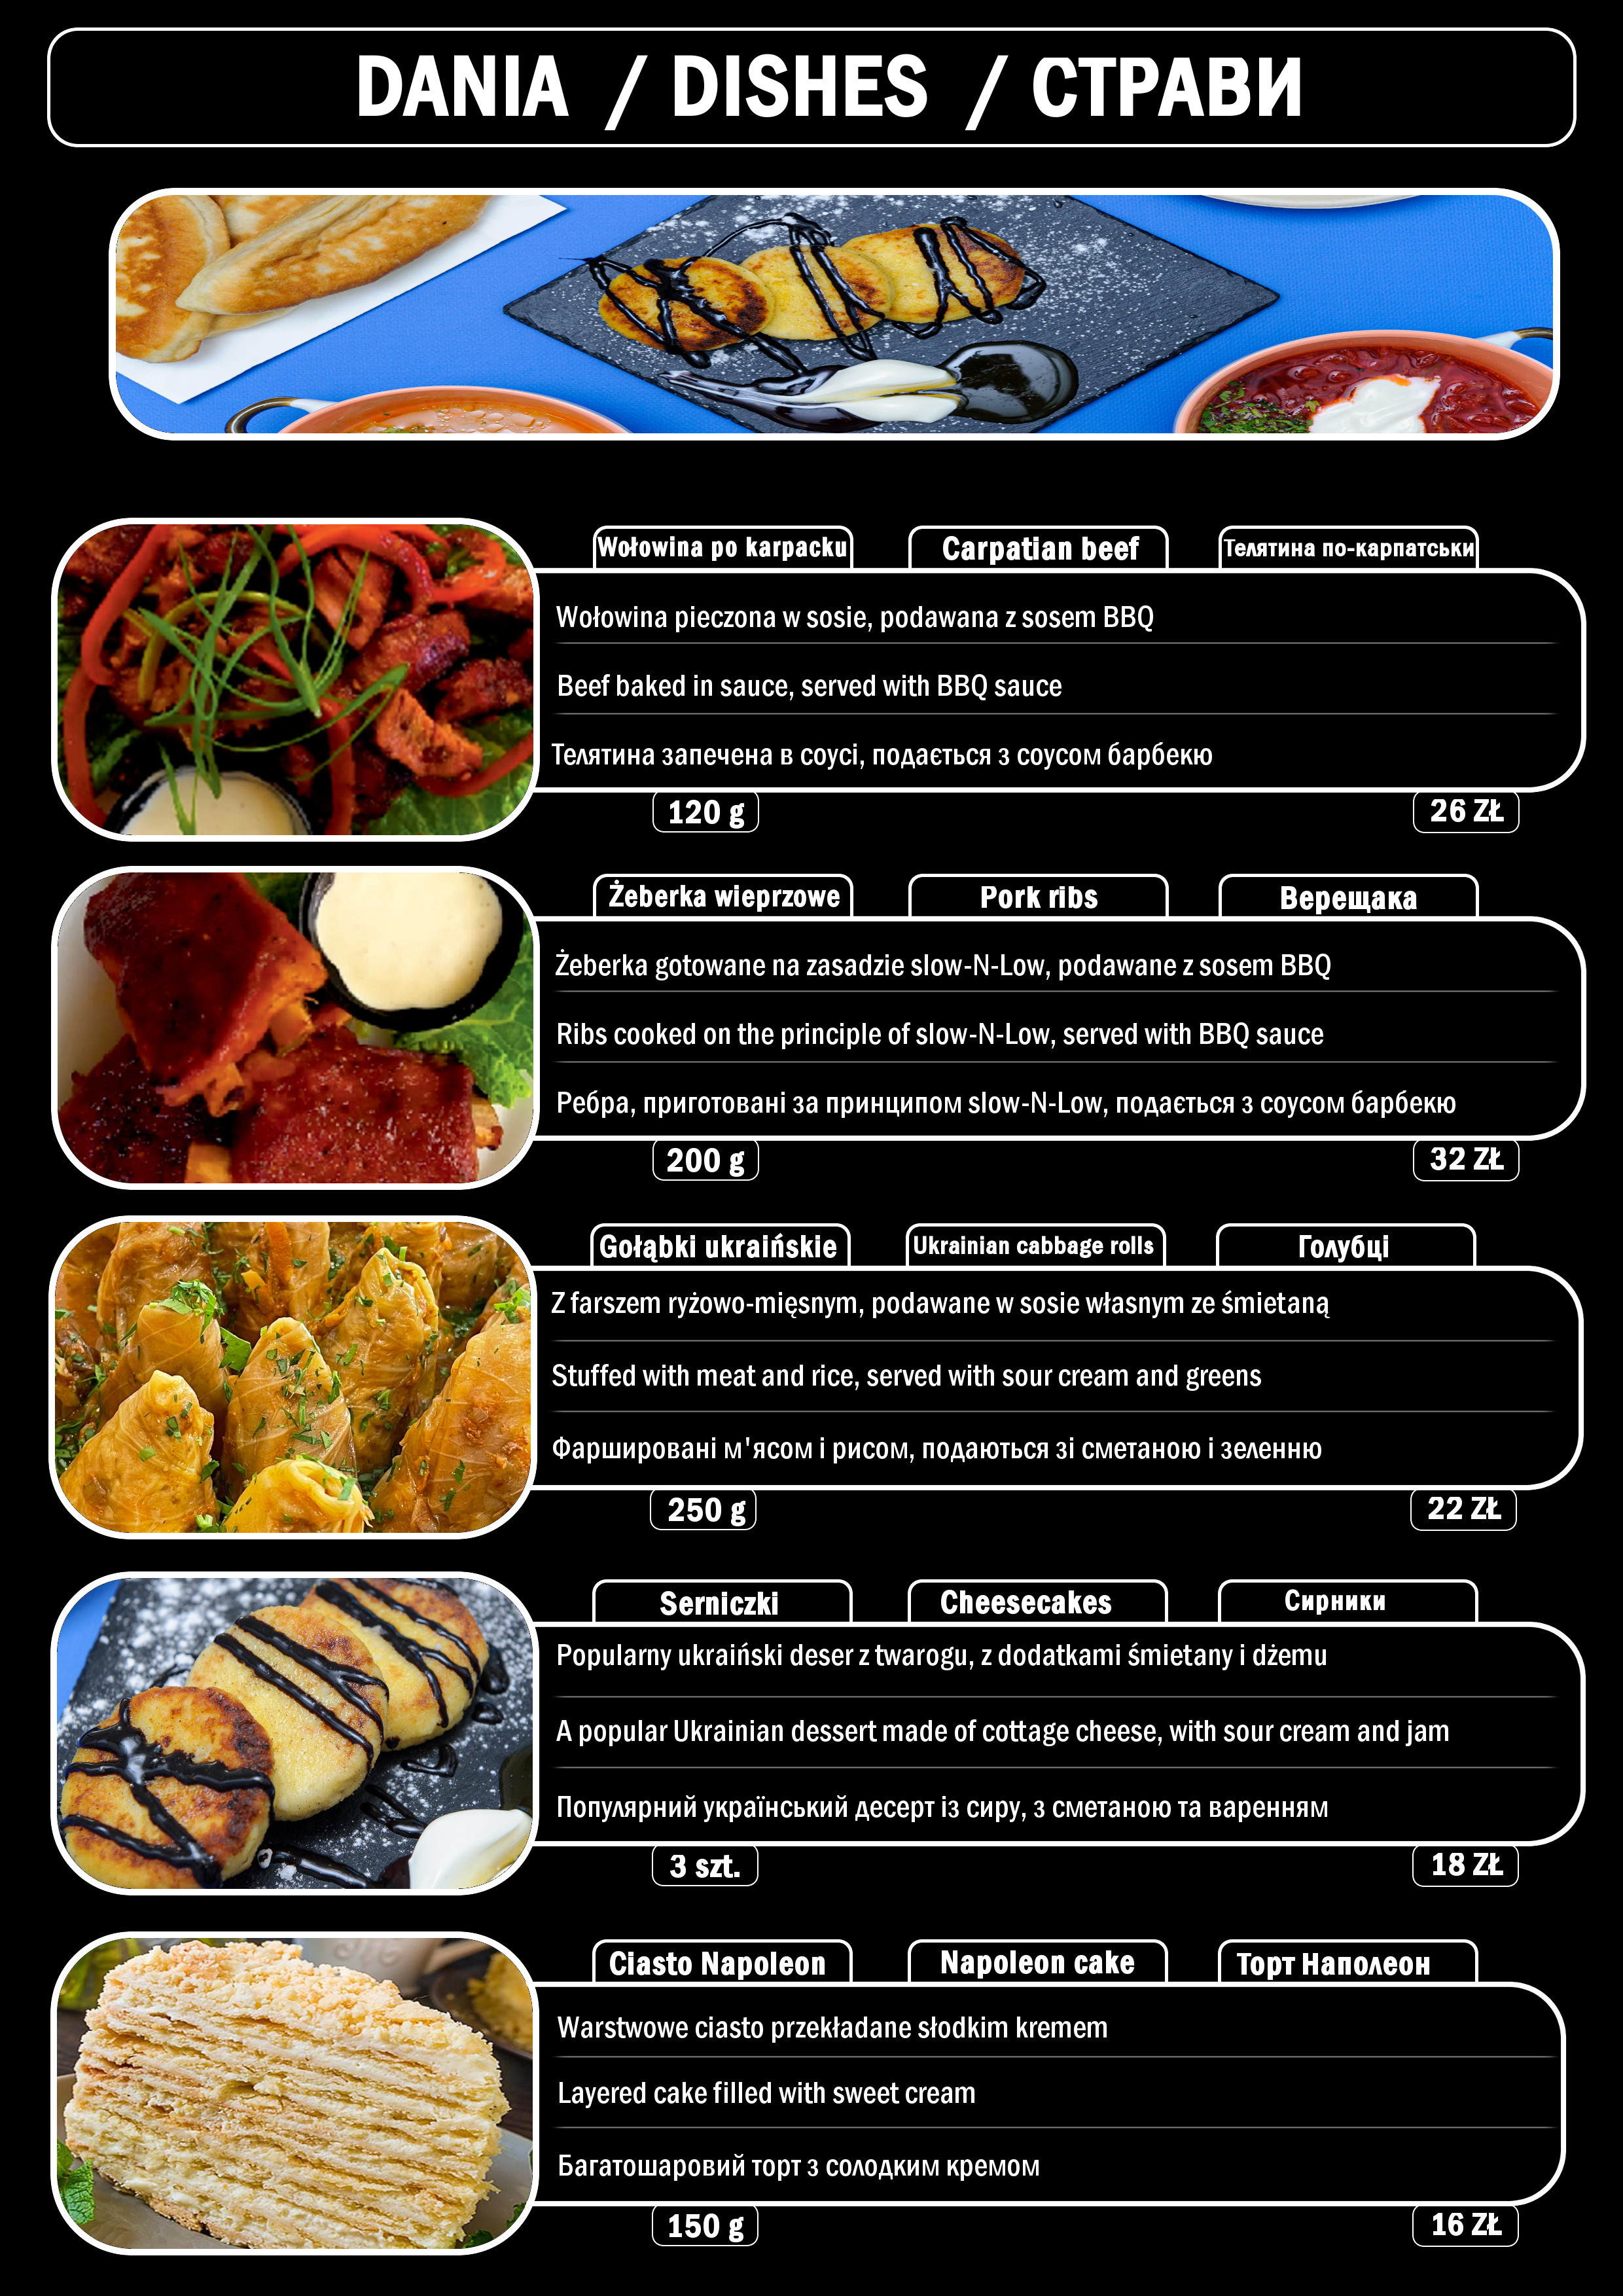 DANIA / DISHES / СТРАВИ
Wołowina po karpacku
Carpatian beef
Телятина по-карпатськи
Wołowina pieczona w sosie, podawana z sosem BBQ
Beef baked in sauce, served with BBQ sauce
Телятина запечена в соусі, подається з соусом барбекю
120 g
26 ZŁ
Żeberka wieprzowe
Pork ribs
Верещака
Żeberka gotowane na zasadzie slow-N-Low, podawane z sosem BBQ
Ribs cooked on the principle of slow-N-Low, served with BBQ sauce
Ребра, приготовані за принципом slow-N-Low, подається з соусом барбекю
200 g
32 ZŁ
Gołąbki ukraińskie
Ukrainian cabbage rolls
Голубці
Z farszem ryżowo-mięsnym, podawane w sosie własnym ze śmietaną
Stuffed with meat and rice, served with sour cream and greens
Фаршировані м'ясом і рисом, подаються зі сметаною і зеленню
250 g
22 ZŁ
Serniczki
Cheesecakes
Сирники
Popularny ukraiński deser z twarogu, z dodatkami śmietany i dżemu
A popular Ukrainian dessert made of cottage cheese, with sour cream and jam
Популярний український десерт із сиру, з сметаною та варенням
3 szt.
18 ZŁ
Ciasto Napoleon
Napoleon cake
Торт Наполеон
Warstwowe ciasto przekładane słodkim kremem
Layered cake filled with sweet cream
Багатошаровий торт з солодким кремом
150 g
16 ZŁ